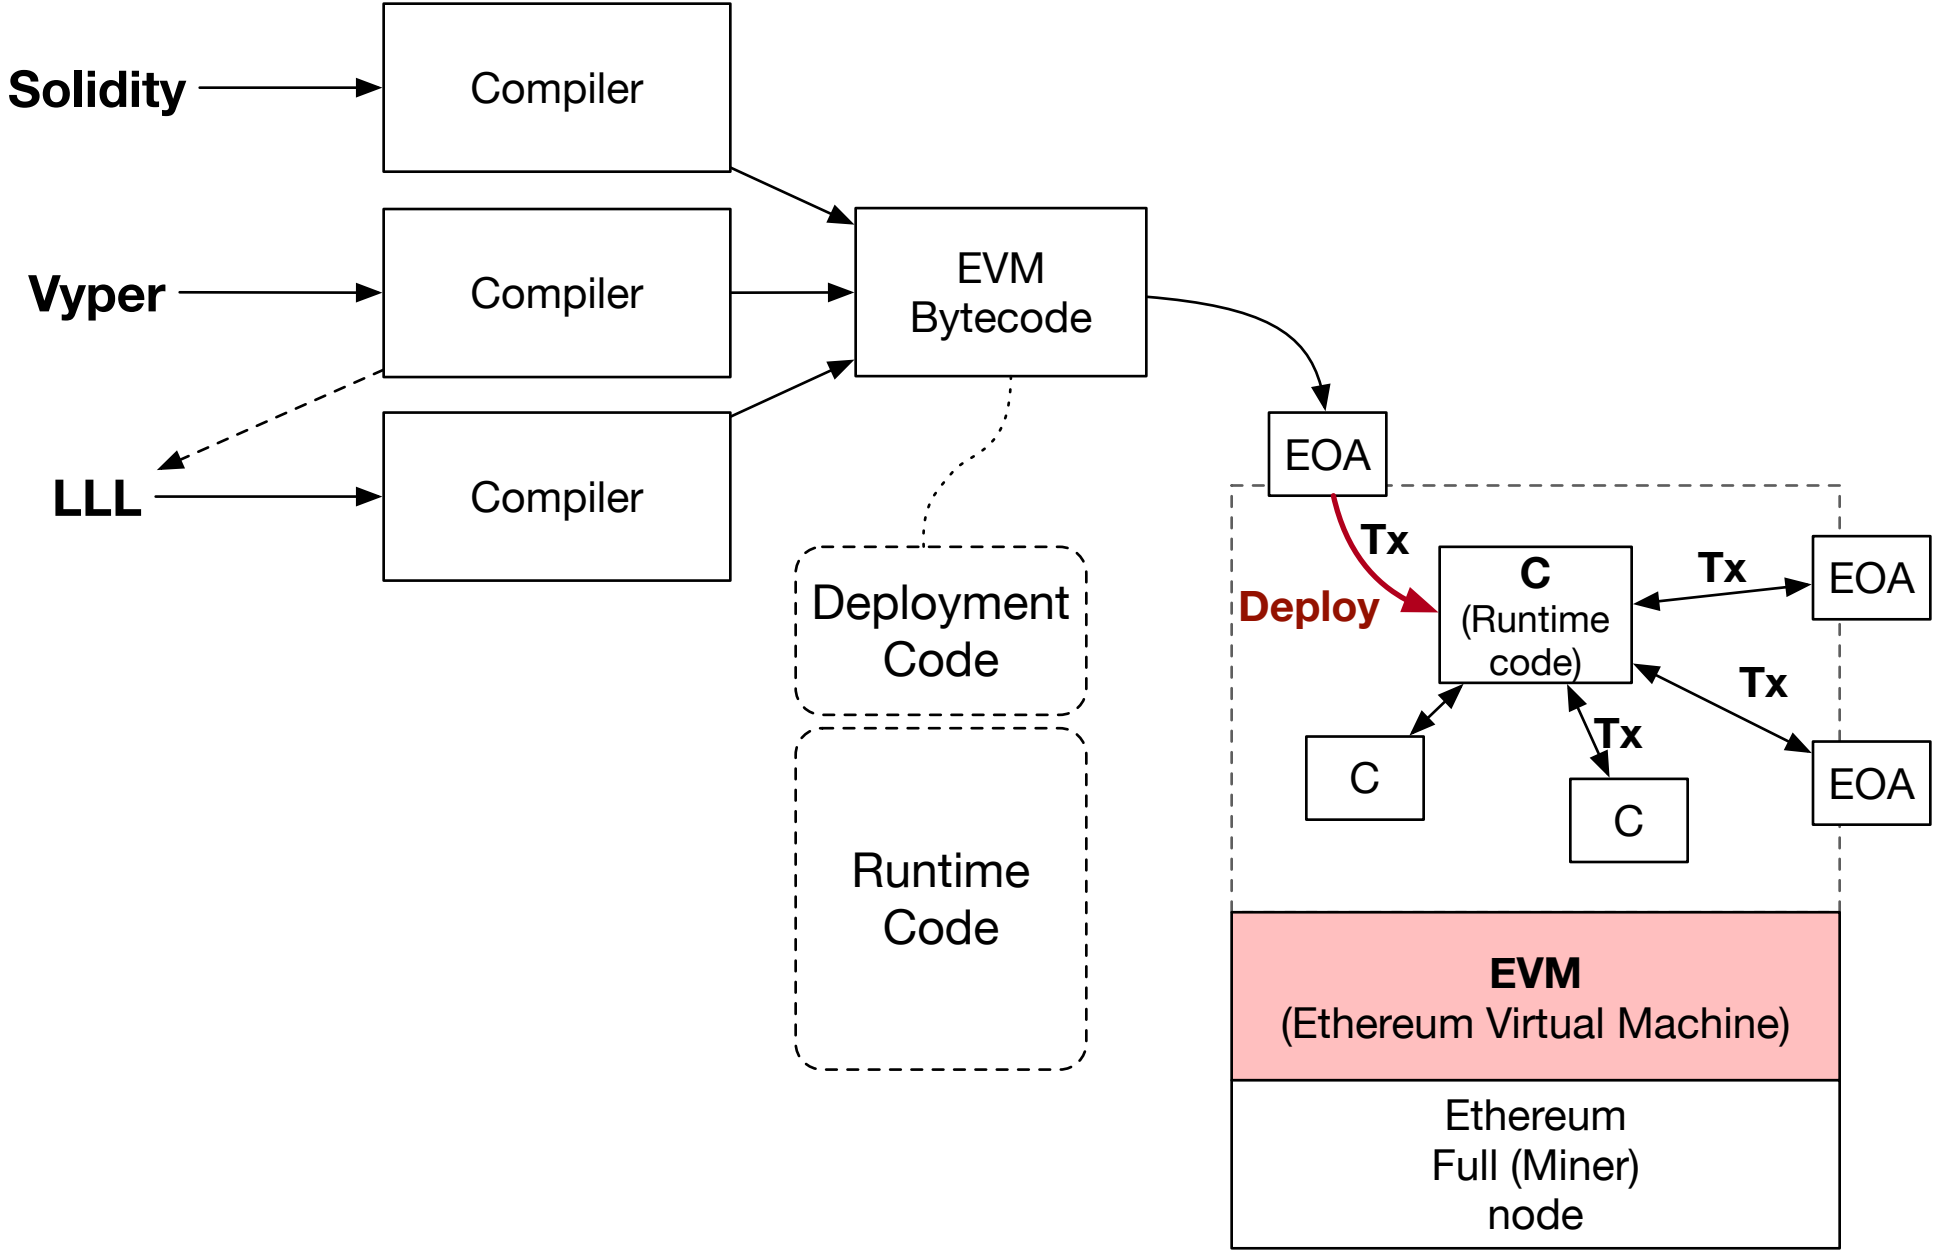 Solidity
Compiler
Vyper
Compiler
LLL
Compiler
EVM
Bytecode
Deployment
Code
Runtime
Code
EOA
Tx
Deploy
C
(Runtime
code)
Tx
EOA
Tx
EOA
Tx
C
C
EVM
(Ethereum Virtual Machine)
Ethereum
Full (Miner)
node